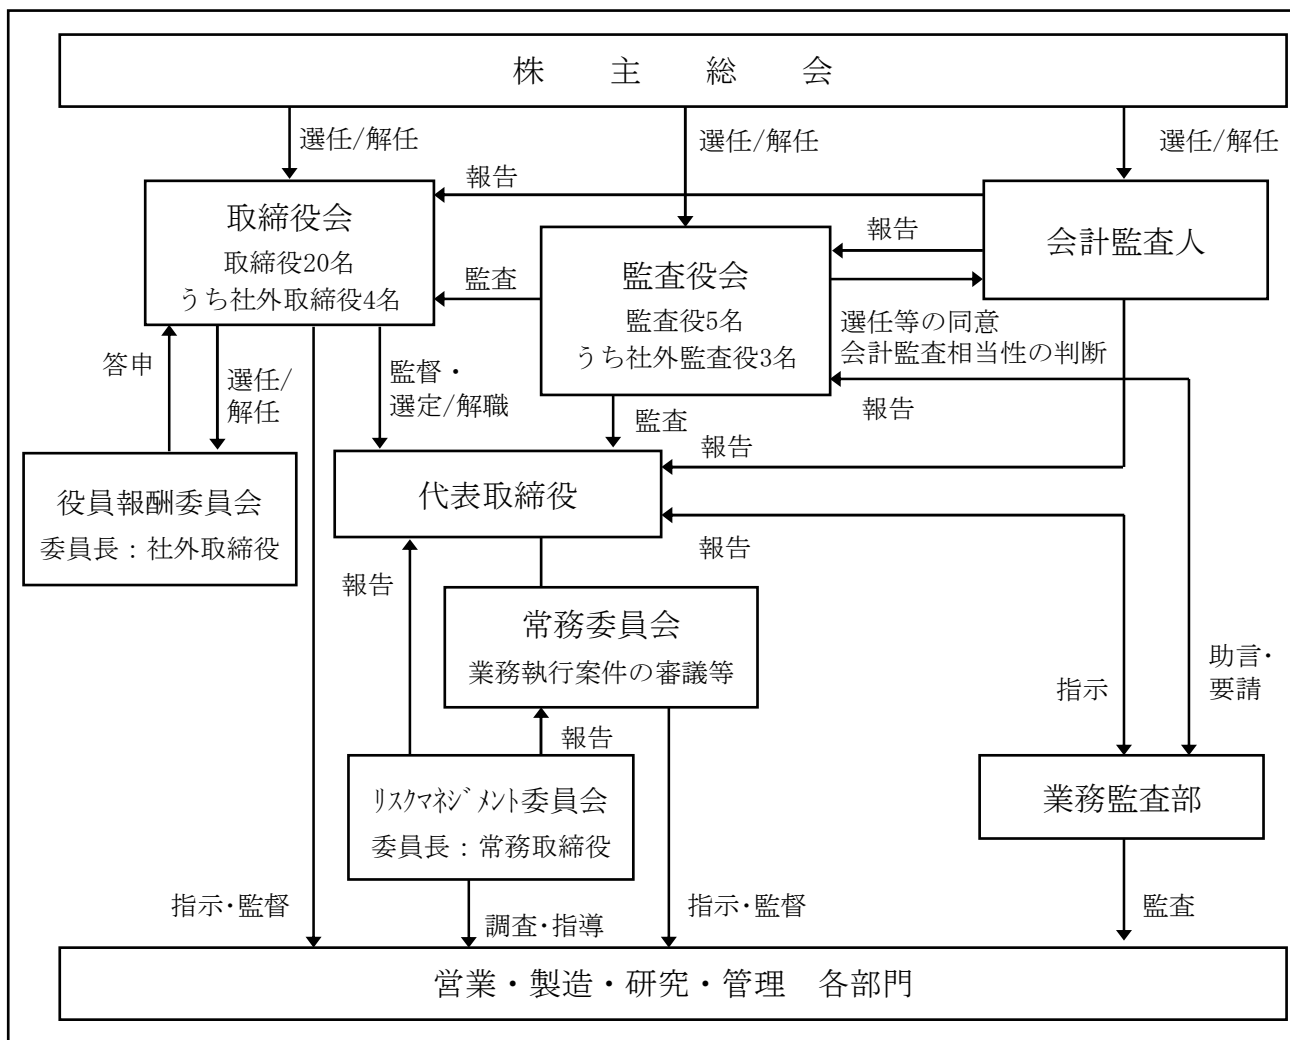 株　主　総　会
選任/解任
選任/解任
選任/解任
取締役会
取締役20名
うち社外取締役4名
報告
会計監査人
報告
監査役会
監査役5名
うち社外監査役3名
監査
選任等の同意
会計監査相当性の判断
答申
選任/
解任
監督・
選定/解職
監査
報告
報告
役員報酬委員会
委員長：社外取締役
代表取締役
報告
報告
常務委員会
業務執行案件の審議等
助言・
要請
指示
報告
ﾘｽｸﾏﾈｼﾞﾒﾝﾄ委員会
委員長：常務取締役
業務監査部
指示・監督
調査・指導
指示・監督
監査
営業・製造・研究・管理　各部門